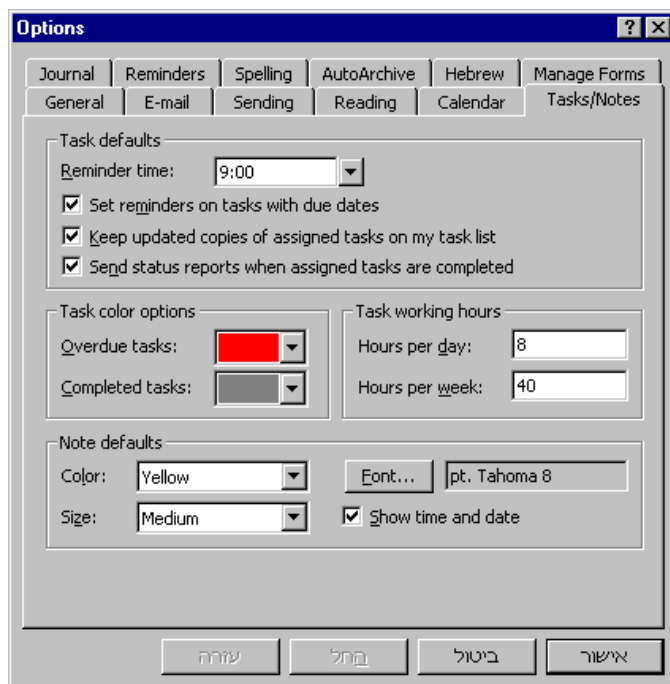 Options
Journal Reminders Spelling AutoArchive Hebrew Manage Forms
General E-mail Sending Reading Calendar Tasks/Notes
Task defaults
Reminder time: 9:00
Set reminders on tasks with due dates
Keep updated copies of assigned tasks on my task list
Send status reports when assigned tasks are completed
Task color options
Overdue tasks:
Completed tasks:
Task working hours
Hours per day: 8
Hours per week: 40
Note defaults
Color: Yellow Font... pt. Tahoma 8
Size: Medium Show time and date
אישור ביטול החל עזרה